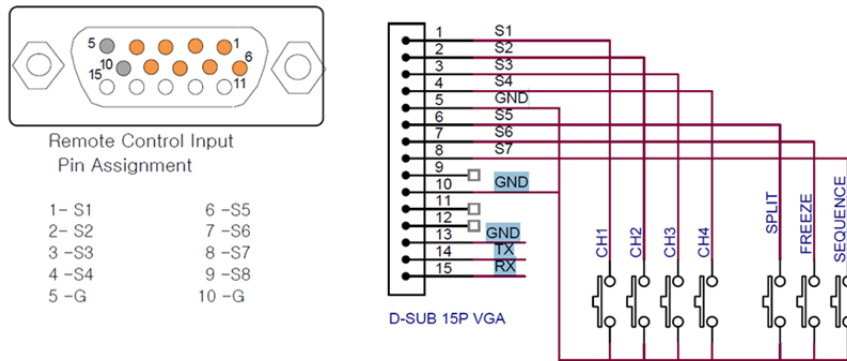 5 1
10 6
15 11
Remote Control Input
Pin Assignment
1- S1 6 -S5
2- S2 7 -S6
3 -S3 8 -S7
4 -S4 9 -S8
5 -G 10 -G
1 S1
2 S2
3 S3
4 S4
5 GND
6 S5
7 S6
8 S7
9
10 GND
11
12
13 GND
14 TX
15 RX
D-SUB 15P VGA
CH1
CH2
CH3
CH4
SPLIT
FREEZE
SEQUENCE